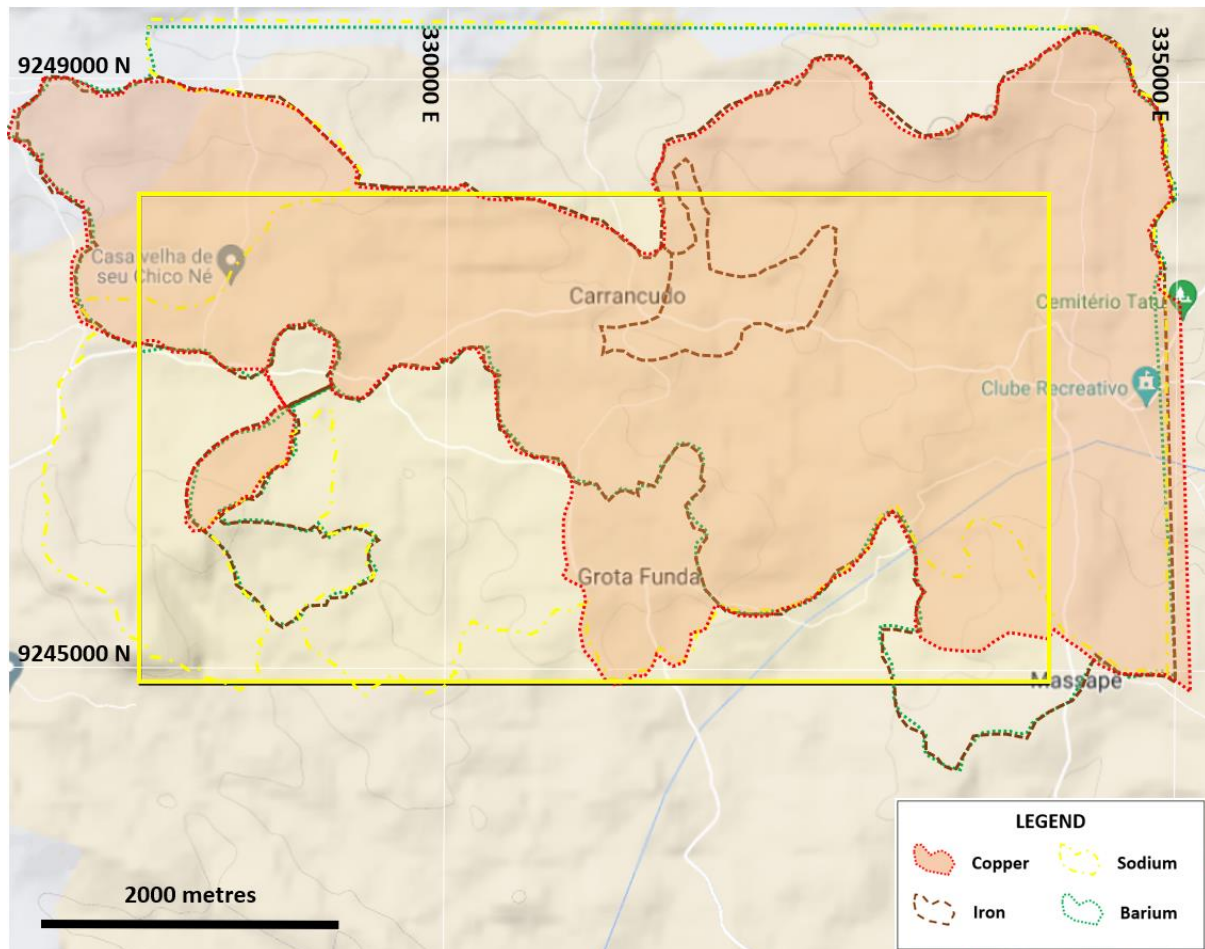 9249000 N
330000 E
335000 E
Casa velha de
seu Chico Né
Carrancudo
Cemitério Tatu
Clube Recreativo
Grota Funda
9245000 N
Massapê
2000 metres
LEGEND
Copper
Sodium
Iron
Barium